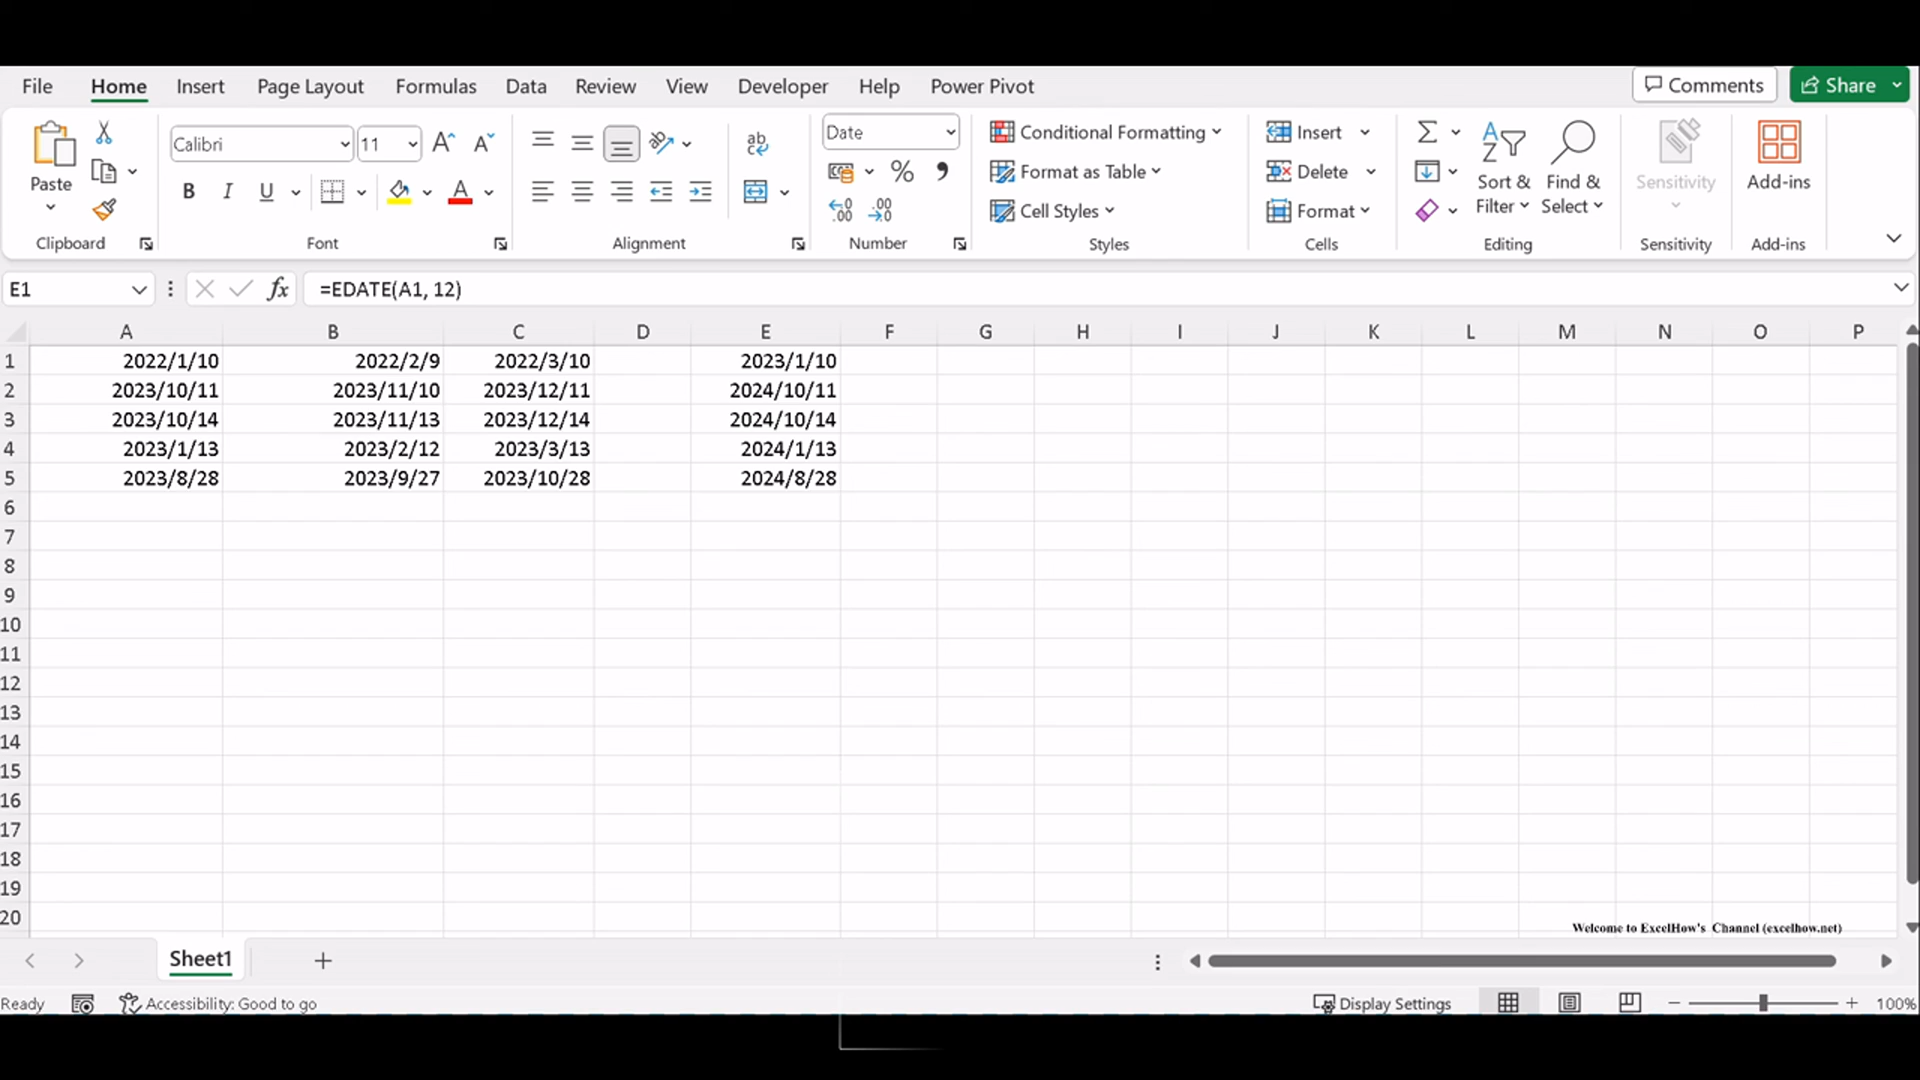 File Home Insert Page Layout Formulas Data Review View Developer Help Power Pivot Comments Share
Paste
Clipboard
Calibri 11
B I U
Font
Alignment
Date
Number
Conditional Formatting
Format as Table
Cell Styles
Styles
Insert
Delete
Format
Cells
Sort & Filter
Find & Select
Editing
Sensitivity
Sensitivity
Add-ins
Add-ins
E1 fx =EDATE(A1, 12)
A B C D E F G H I J K L M N O P
1 2022/1/10 2022/2/9 2022/3/10 2023/1/10
2 2023/10/11 2023/11/10 2023/12/11 2024/10/11
3 2023/10/14 2023/11/13 2023/12/14 2024/10/14
4 2023/1/13 2023/2/12 2023/3/13 2024/1/13
5 2023/8/28 2023/9/27 2023/10/28 2024/8/28
6
7
8
9
10
11
12
13
14
15
16
17
18
19
20
Welcome to ExcelHow's Channel (excelhow.net)
Sheet1
Ready Accessibility: Good to go Display Settings 100%